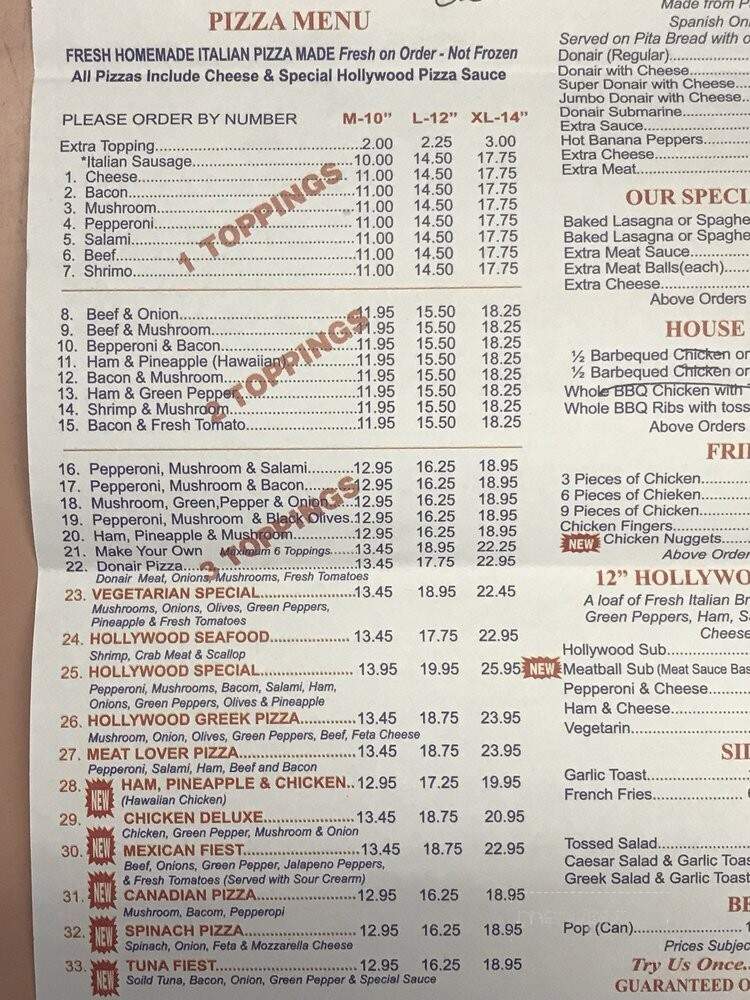 PIZZA MENU
FRESH HOMEMADE ITALIAN PIZZA MADE Fresh on Order - Not Frozen
All Pizzas Include Cheese & Special Hollywood Pizza Sauce
PLEASE ORDER BY NUMBER M-10" L-12" XL-14"
Extra Topping 2.00 2.25 3.00
*Italian Sausage 10.00 14.50 17.75
1. Cheese 11.00 14.50 17.75
2. Bacon 11.00 14.50 17.75
3. Mushroom 11.00 14.50 17.75
4. Pepperoni 11.00 14.50 17.75
5. Salami 11.00 14.50 17.75
6. Beef 11.00 14.50 17.75
7. Shrimo 11.00 14.50 17.75
1 TOPPINGS
8. Beef & Onion 11.95 15.50 18.25
9. Beef & Mushroom 11.95 15.50 18.25
10. Bepperoni & Bacon 11.95 15.50 18.25
11. Ham & Pineapple (Hawaiian) 11.95 15.50 18.25
12. Bacon & Mushroom 11.95 15.50 18.25
13. Ham & Green Pepper 11.95 15.50 18.25
14. Shrimp & Mushroom 11.95 15.50 18.25
15. Bacon & Fresh Tomato 11.95 15.50 18.25
2 TOPPINGS
16. Pepperoni, Mushroom & Salami 12.95 16.25 18.95
17. Pepperoni, Mushroom & Bacon 12.95 16.25 18.95
18. Mushroom, Green,Pepper & Onion 12.95 16.25 18.95
19. Pepperoni, Mushroom & Black Olives. 12.95 16.25 18.95
20. Ham, Pineapple & Mushroom 12.95 16.25 18.95
21. Make Your Own Maximum 6 Toppings 13.45 18.95 22.25
22. Donair Pizza 13.45 17.75 22.95
Donair Meat, Onions, Mushrooms, Fresh Tomatoes
3 TOPPINGS
23. VEGETARIAN SPECIAL 13.45 18.95 22.45
Mushrooms, Onions, Olives, Green Peppers,
Pineapple & Fresh Tomatoes
24. HOLLYWOOD SEAFOOD 13.45 17.75 22.95
Shrimp, Crab Meat & Scallop
25. HOLLYWOOD SPECIAL 13.95 19.95 25.95
Pepperoni, Mushrooms, Bacom, Salami, Ham,
Onions, Green Peppers, Olives & Pineapple
26. HOLLYWOOD GREEK PIZZA 13.45 18.75 23.95
Mushroom, Onion, Olives, Green Peppers, Beef, Feta Cheese
27. MEAT LOVER PIZZA 13.45 18.75 23.95
Pepperoni, Salami, Ham, Beef and Bacon
28. NEW HAM, PINEAPPLE & CHICKEN.. 12.95 17.25 19.95
(Hawaiian Chicken)
29. NEW CHICKEN DELUXE 13.45 18.75 20.95
Chicken, Green Pepper, Mushroom & Onion
30. NEW MEXICAN FIEST 13.45 18.75 22.95
Beef, Onions, Green Pepper, Jalapeno Peppers,
& Fresh Tomatoes (Served with Sour Crearm)
31. NEW CANADIAN PIZZA 12.95 16.25 18.95
Mushroom, Bacom, Pepperopi
32. NEW SPINACH PIZZA 12.95 16.25 18.95
Spinach, Onion, Feta & Mozzarella Cheese
33. NEW TUNA FIEST 12.95 16.25 18.95
Soild Tuna, Bacon, Onion, Green Pepper & Special Sauce
Made from
Spanish
Served on Pita Bread with
Donair (Regular)
Donair with Cheese
Super Donair with Cheese
Jumbo Donair with Cheese
Donair Submarine
Extra Sauce
Hot Banana Peppers
Extra Cheese
Extra Meat
OUR
Baked Lasagna or
Baked Lasagna or
Extra Meat Sauce
Extra Meat Balls(each)
Extra Cheese
Above Orders
HOUSE
½ Barbequed Chicken or
½ Barbequed Chicken or
Whole BBQ Chicken with
Whole BBQ Ribs with
Above Orders
3 Pieces of Chicken
6 Pieces of Chieken
9 Pieces of Chicken
Chicken Fingers
NEW Chicken Nuggets
Above
12" HOLLYWO
A loaf of Fresh Italian
Green Peppers, Ham,
Cheese
Hollywood Sub
NEW Meatball Sub (Meat Sauce
Pepperoni & Cheese
Ham & Cheese
Vegetarin
Garlic Toast
French Fries
Tossed Salad
Caesar Salad & Garlic
Greek Salad & Garlic Toast
Pop (Can)
Prices
Try Us Once..
GUARANTEED